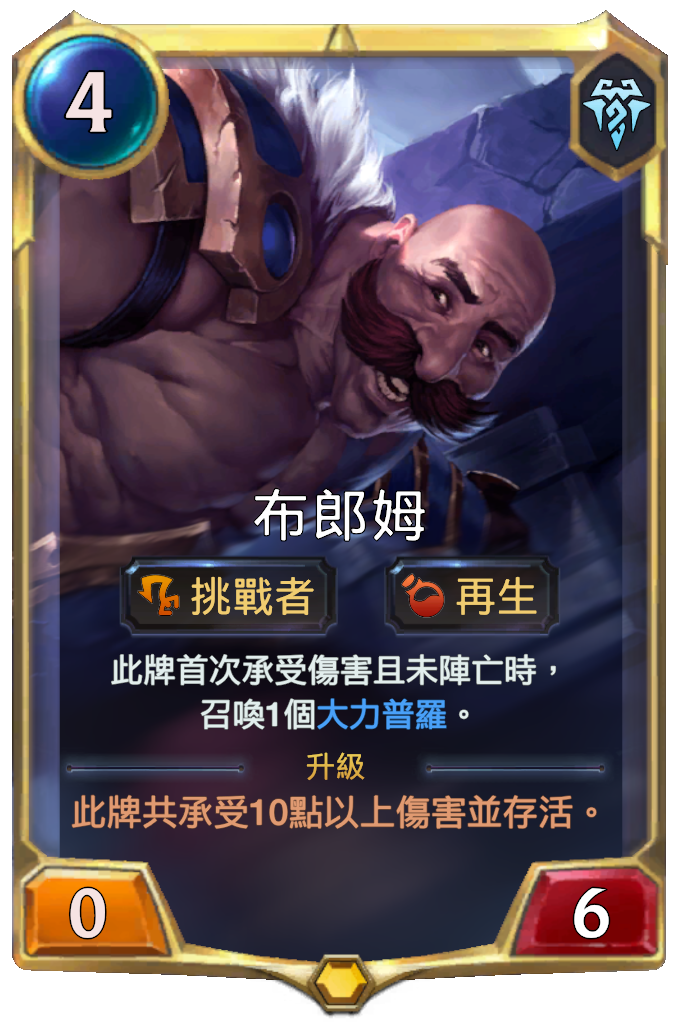 4
布郎姆
挑戰者 再生
此牌首次承受傷害且未陣亡時，
召喚1個大力普羅。
升級
此牌共承受10點以上傷害並存活。
0 6